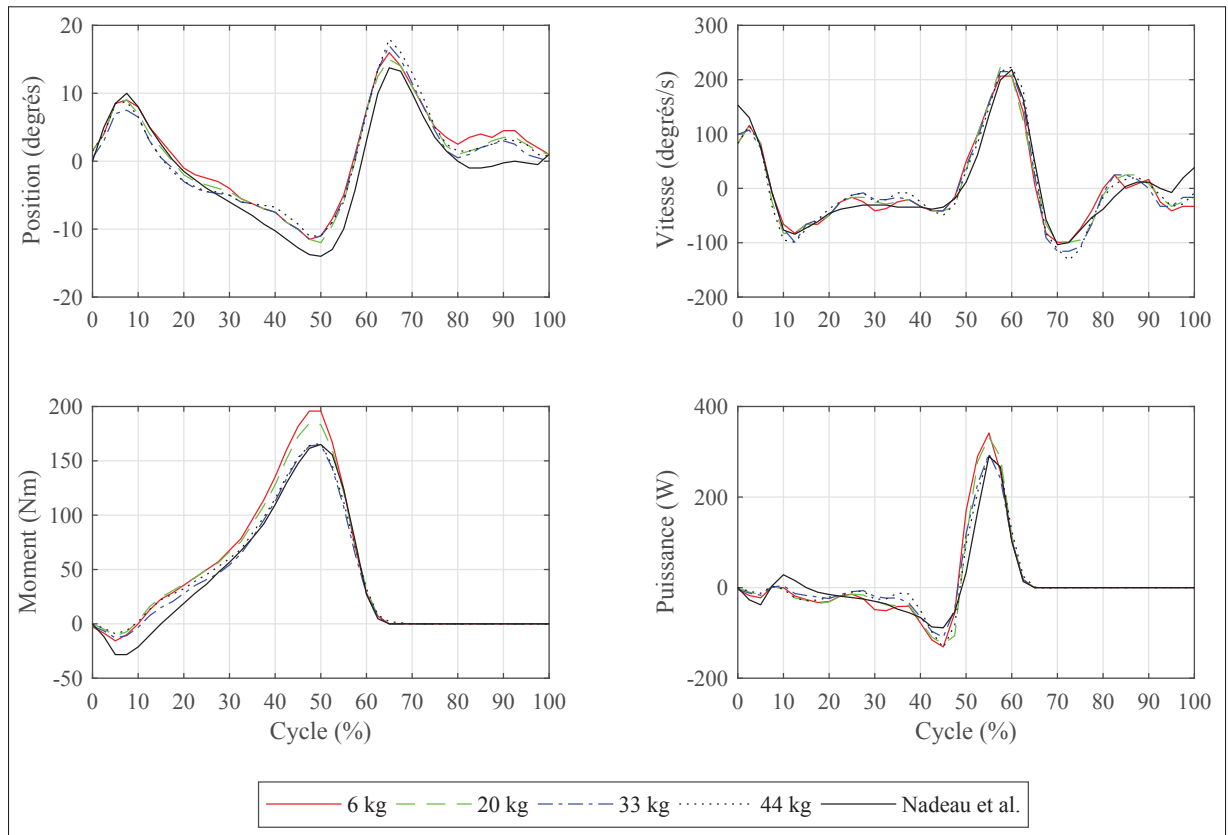 Position (degrés)
20
10
0
-10
-20
0 10 20 30 40 50 60 70 80 90 100
Vitesse (degrés/s)
300
200
100
0
-100
-200
0 10 20 30 40 50 60 70 80 90 100
Moment (Nm)
200
150
100
50
0
-50
0 10 20 30 40 50 60 70 80 90 100
Cycle (%)
Puissance (W)
400
200
0
-200
0 10 20 30 40 50 60 70 80 90 100
Cycle (%)
6 kg 20 kg 33 kg 44 kg Nadeau et al.